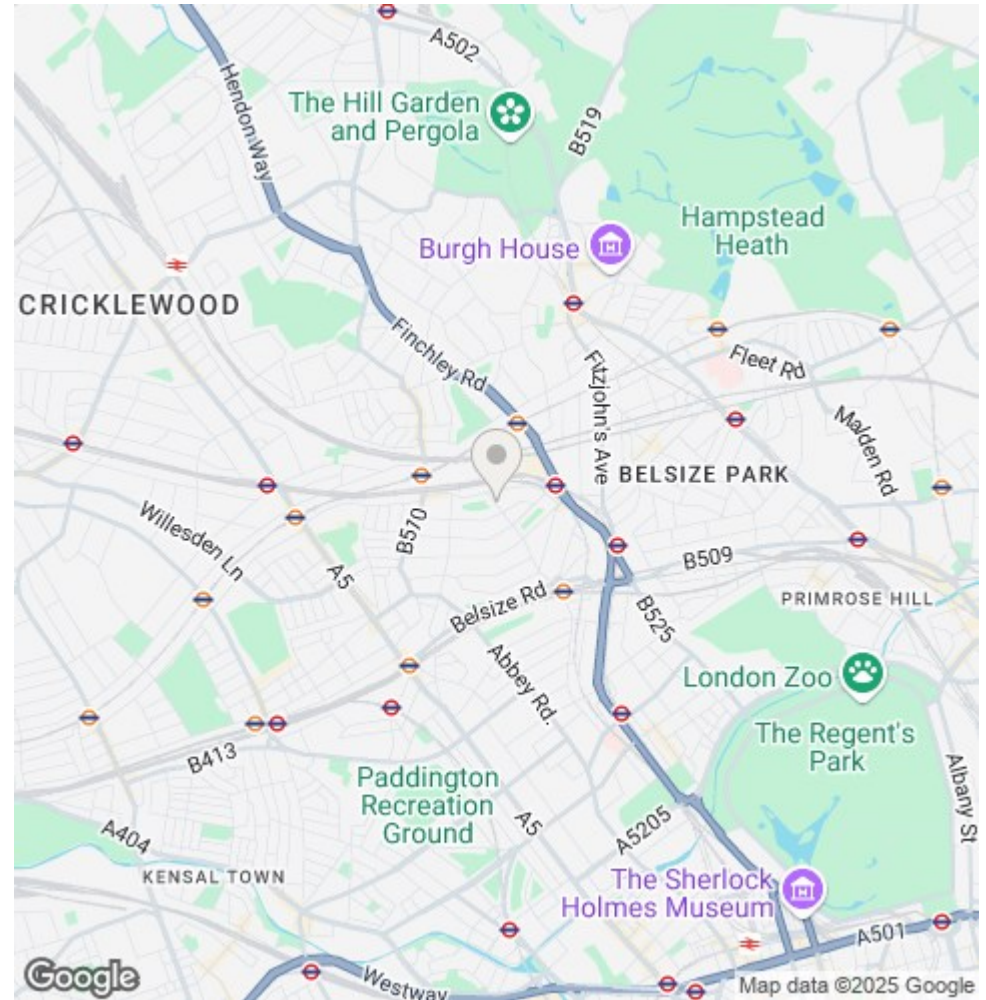 A502
Hendon Way
The Hill Garden
and Pergola
B519
Hampstead
Heath
Burgh House
CRICKLEWOOD
Finchley Rd
Fitzjohn's Ave
Fleet Rd
Malden Rd
BELSIZE PARK
Willesden Ln
B570
A5
B509
Belsize Rd
B525
PRIMROSE HILL
Abbey Rd.
London Zoo
The Regent's
Park
Albany St
B413
Paddington
Recreation
Ground
A5
A5205
A404
KENSAL TOWN
The Sherlock
Holmes Museum
A501
Westway
Google
Map data ©2025 Google